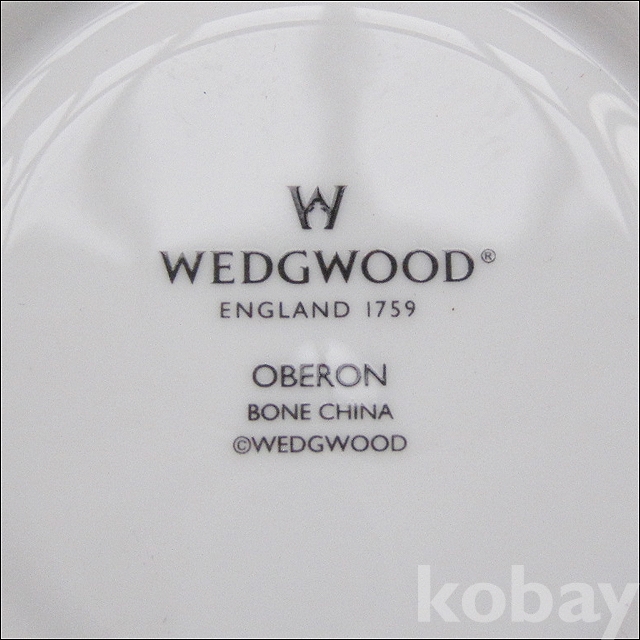 W
WEDGWOOD®
ENGLAND 1759
OBERON
BONE CHINA
©WEDGWOOD
kobay